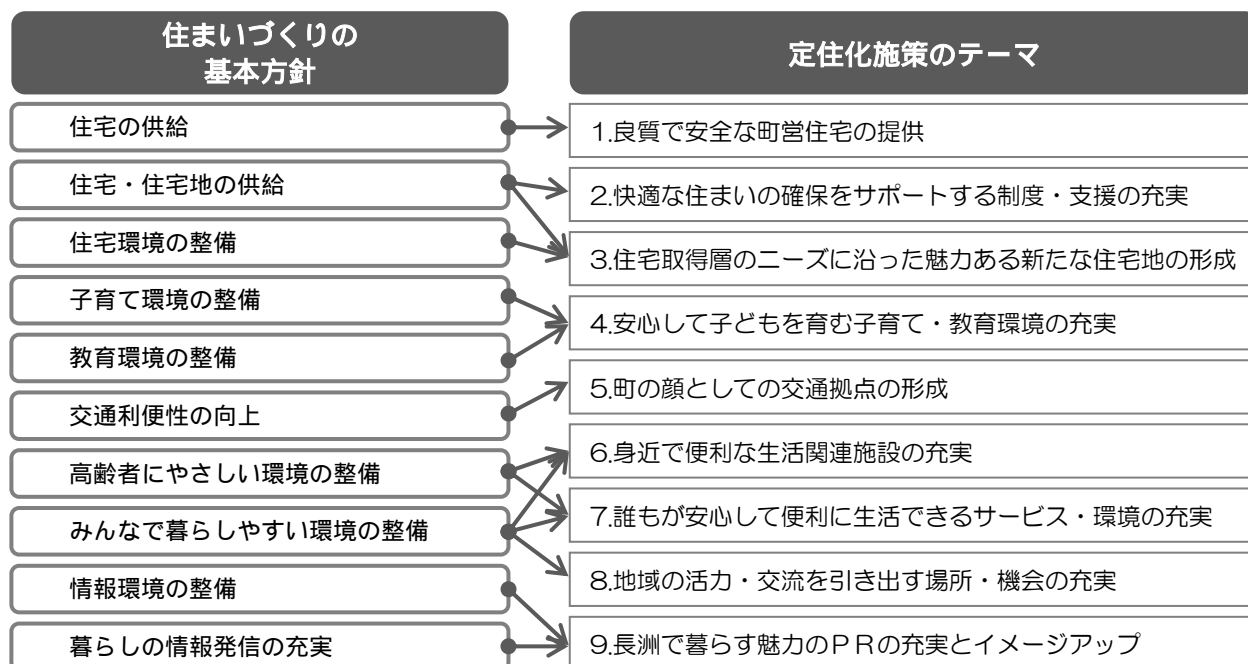 住まいづくりの
基本方針
住宅の供給
住宅・住宅地の供給
住宅環境の整備
子育て環境の整備
教育環境の整備
交通利便性の向上
高齢者にやさしい環境の整備
みんなで暮らしやすい環境の整備
情報環境の整備
暮らしの情報発信の充実
定住化施策のテーマ
1.良質で安全な町営住宅の提供
2.快適な住まいの確保をサポートする制度・支援の充実
3.住宅取得層のニーズに沿った魅力ある新たな住宅地の形成
4.安心して子どもを育む子育て・教育環境の充実
5.町の顔としての交通拠点の形成
6.身近で便利な生活関連施設の充実
7.誰もが安心して便利に生活できるサービス・環境の充実
8.地域の活力・交流を引き出す場所・機会の充実
9.長洲で暮らす魅力のPRの充実とイメージアップ